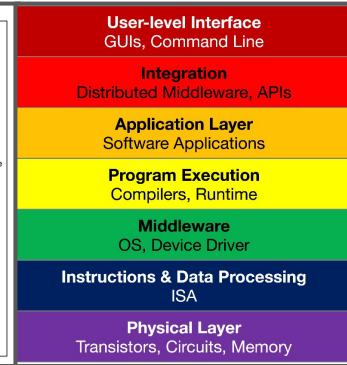 User-level Interface
GUIs, Command Line
Integration
Distributed Middleware, APIs
Application Layer
Software Applications
Program Execution
Compilers, Runtime
Middleware
OS, Device Driver
Instructions & Data Processing
ISA
Physical Layer
Transistors, Circuits, Memory